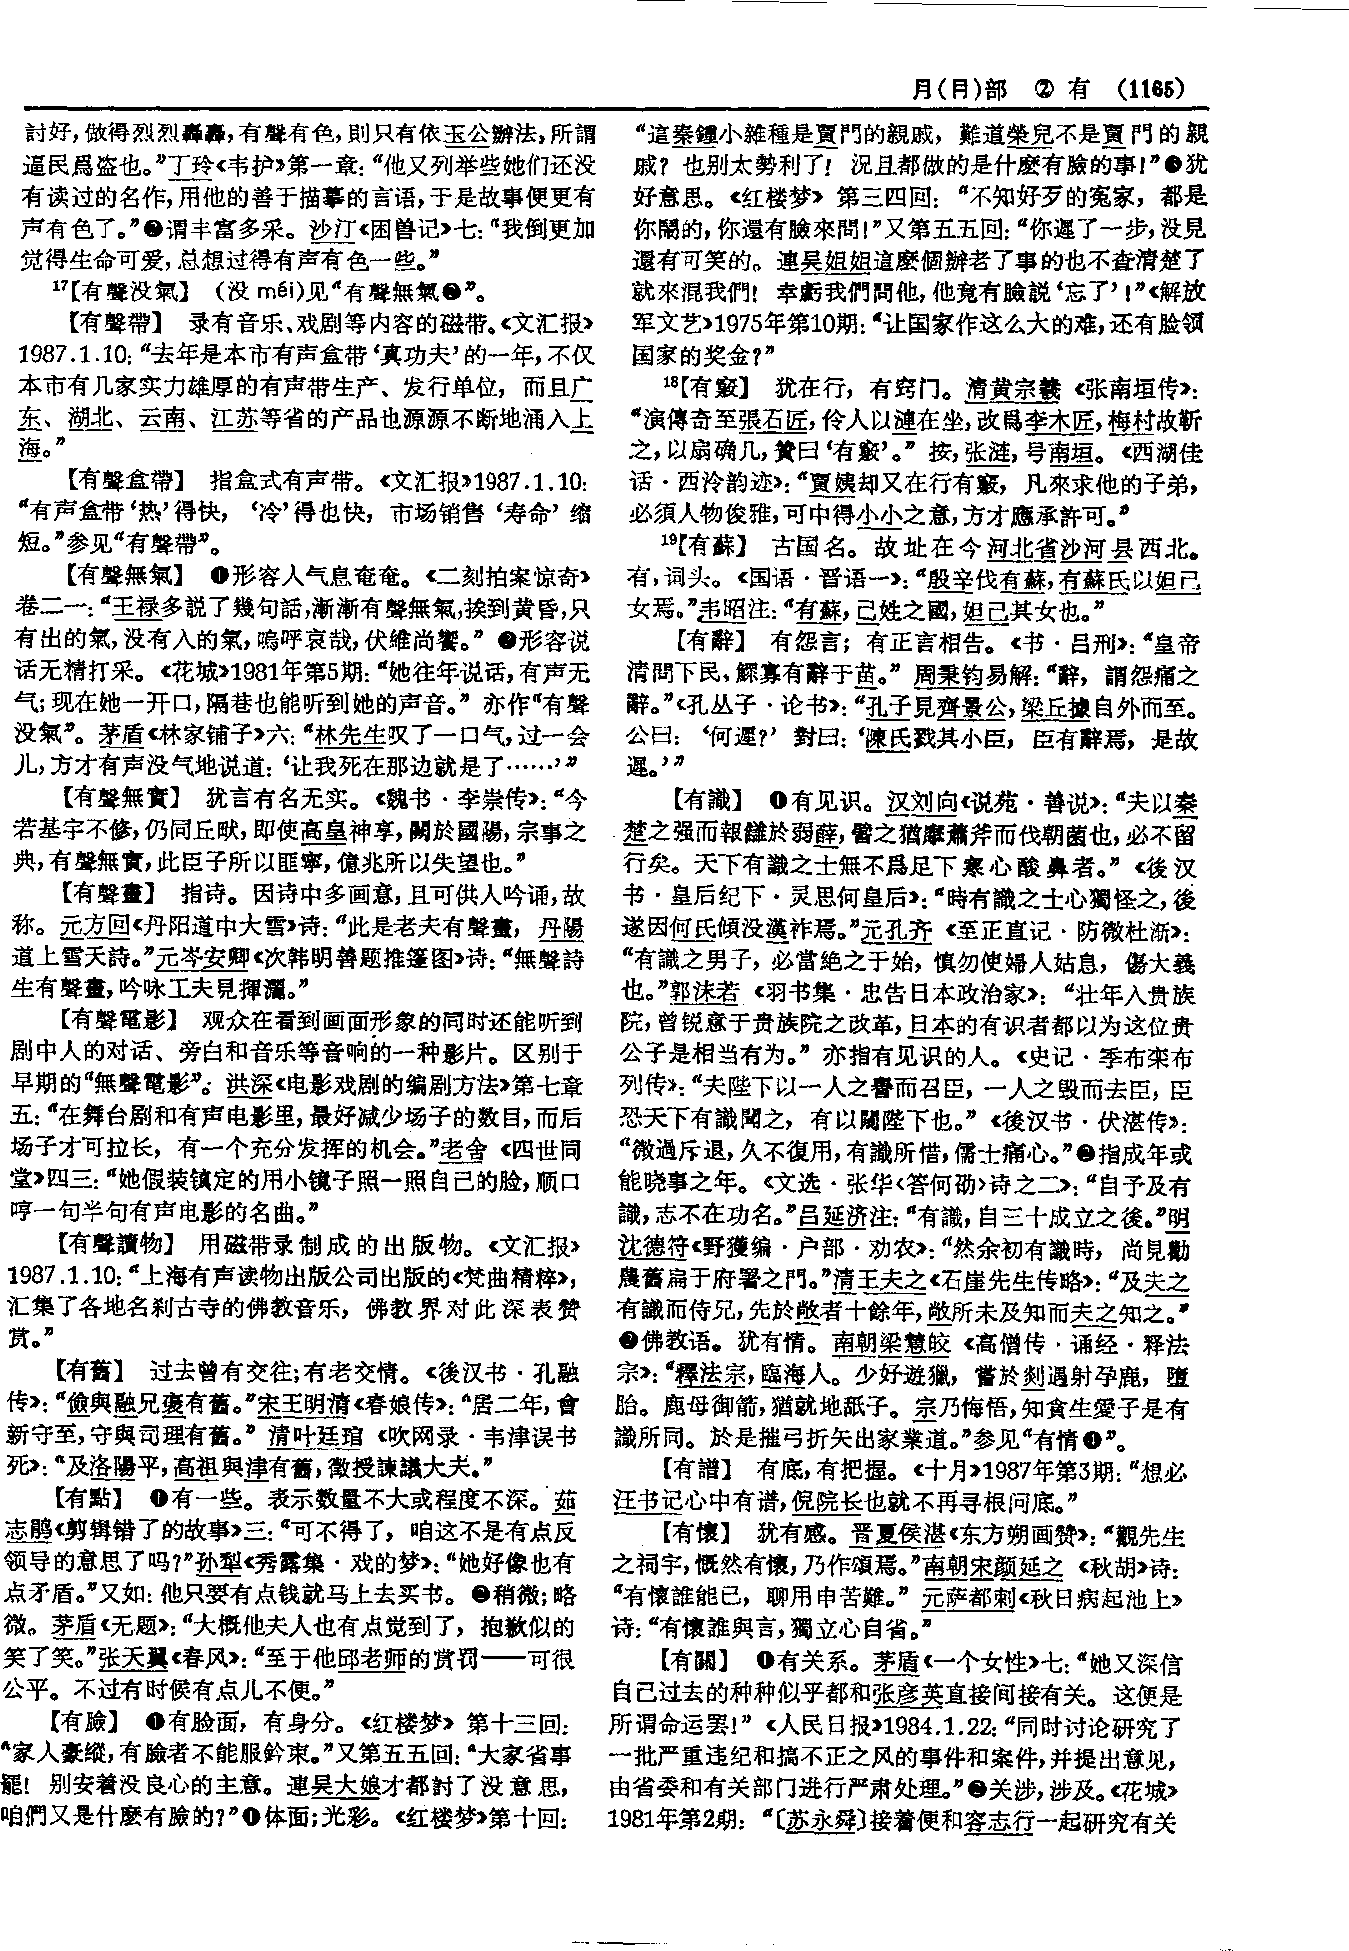 月(月)部　②有　(1165)
討好，做得烈烈轟轟，有聲有色，則只有依玉公辦法，所謂
逼民爲盜也。”丁玲《韦护》第一章：“他又列举些她们还没
有读过的名作，用他的善于描摹的言语，于是故事便更有
声有色了。”❷谓丰富多采。沙汀《困兽记》七：“我倒更加
觉得生命可爱，总想过得有声有色一些。”
17【有聲没氣】　(没 méi)见“有聲無氣❷”。
【有聲帶】　录有音乐、戏剧等内容的磁带。《文汇报》
1987.1.10：“去年是本市有声盒带‘真功夫’的一年，不仅
本市有几家实力雄厚的有声带生产、发行单位，而且广
东、湖北、云南、江苏等省的产品也源源不断地涌入上
海。”
【有聲盒帶】　指盒式有声带。《文汇报》1987.1.10：
“有声盒带‘热’得快，‘冷’得也快，市场销售‘寿命’缩
短。”参见“有聲帶”。
【有聲無氣】　❶形容人气息奄奄。《二刻拍案惊奇》
卷二一：“王禄多説了幾句話，漸漸有聲無氣，挨到黄昏，只
有出的氣，没有入的氣，嗚呼哀哉，伏維尚饗。”❷形容说
话无精打采。《花城》1981年第5期：“她往年说话，有声无
气；现在她一开口，隔巷也能听到她的声音。”亦作“有聲
没氣”。茅盾《林家铺子》六：“林先生叹了一口气，过一会
儿，方才有声没气地说道：‘让我死在那边就是了……’”
【有聲無實】　犹言有名无实。《魏书·李崇传》：“今
若基宇不修，仍同丘畎，即使高皇神享，闕於國陽，宗事之
典，有聲無實，此臣子所以匪寧，億兆所以失望也。”
【有聲畫】　指诗。因诗中多画意，且可供人吟诵，故
称。元方回《丹阳道中大雪》诗：“此是老夫有聲畫，丹陽
道上雪天詩。”元岑安卿《次韩明善题推篷图》诗：“無聲詩
生有聲畫，吟咏工夫見揮灑。”
【有聲電影】　观众在看到画面形象的同时还能听到
剧中人的对话、旁白和音乐等音响的一种影片。区别于
早期的“無聲電影”。洪深《电影戏剧的编剧方法》第七章
五：“在舞台剧和有声电影里，最好减少场子的数目，而后
场子才可拉长，有一个充分发挥的机会。”老舍《四世同
堂》四三：“她假装镇定的用小镜子照一照自己的脸，顺口
哼一句半句有声电影的名曲。”
【有聲讀物】　用磁带录制成的出版物。《文汇报》
1987.1.10：“上海有声读物出版公司出版的《梵曲精粹》，
汇集了各地名刹古寺的佛教音乐，佛教界对此深表赞
赏。”
【有舊】　过去曾有交往；有老交情。《後汉书·孔融
传》：“儉與融兄褒有舊。”宋王明清《春娘传》：“居二年，會
新守至，守與司理有舊。”清叶廷琯《吹网录·韦津误书
死》：“及洛陽平，高祖與津有舊，徵授諫議大夫。”
【有點】　❶有一些。表示数量不大或程度不深。茹
志鹃《剪辑错了的故事》三：“可不得了，咱这不是有点反
领导的意思了吗？”孙犁《秀露集·戏的梦》：“她好像也有
点矛盾。”又如：他只要有点钱就马上去买书。❷稍微；略
微。茅盾《无题》：“大概他夫人也有点觉到了，抱歉似的
笑了笑。”张天翼《春风》：“至于他邱老师的赏罚——可很
公平。不过有时候有点儿不便。”
【有臉】　❶有脸面，有身分。《红楼梦》第十三回：
“家人豪縱，有臉者不能服鈐束。”又第五五回：“大家省事
罷！别安着没良心的主意。連吴大娘才都討了没意思，
咱們又是什麽有臉的？”❶体面；光彩。《红楼梦》第十回：
“這秦鍾小雜種是賈門的親戚，難道榮兒不是賈門的親
戚？也别太勢利了！况且都做的是什麽有臉的事！”❸犹
好意思。《红楼梦》第三四回：“不知好歹的冤家，都是
你鬧的，你還有臉來問！”又第五五回：“你遲了一步，没見
還有可笑的。連吴姐姐這麽個辦老了事的也不查清楚了
就來混我們！幸虧我們問他，他竟有臉説‘忘了’！”《解放
军文艺》1975年第10期：“让国家作这么大的难，还有脸领
国家的奖金？”
18【有竅】　犹在行，有窍门。清黄宗羲《张南垣传》：
“演傳奇至張石匠，伶人以漣在坐，改爲李木匠，梅村故靳
之，以扇确几，贊曰‘有竅’。”按，张涟，号南垣。《西湖佳
话·西泠韵迹》：“賈姨却又在行有竅，凡來求他的子弟，
必須人物俊雅，可中得小小之意，方才應承許可。”
19【有蘇】　古国名。故址在今河北省沙河县西北。
有，词头。《国语·晋语一》：“殷辛伐有蘇，有蘇氏以妲己
女焉。”韦昭注：“有蘇，己姓之國，妲己其女也。”
【有辭】　有怨言；有正言相告。《书·吕刑》：“皇帝
清問下民，鰥寡有辭于苗。”周秉钧易解：“辭，謂怨痛之
辭。”《孔丛子·论书》：“孔子見齊景公，梁丘據自外而至。
公曰：‘何遲？’對曰：‘陳氏戮其小臣，臣有辭焉，是故
遲。’”
【有識】　❶有见识。汉刘向《说苑·善说》：“夫以秦
楚之强而報讎於弱薛，譬之猶摩蕭斧而伐朝菌也，必不留
行矣。天下有識之士無不爲足下寒心酸鼻者。”《後汉
书·皇后纪下·灵思何皇后》：“時有識之士心獨怪之，後
遂因何氏傾没漢祚焉。”元孔齐《至正直记·防微杜渐》：
“有識之男子，必當絶之于始，慎勿使婦人姑息，傷大義
也。”郭沫若《羽书集·忠告日本政治家》：“壮年入贵族
院，曾锐意于贵族院之改革，日本的有识者都以为这位贵
公子是相当有为。”亦指有见识的人。《史记·季布栾布
列传》：“夫陛下以一人之譽而召臣，一人之毁而去臣，臣
恐天下有識聞之，有以闚陛下也。”《後汉书·伏湛传》：
“微過斥退，久不復用，有識所惜，儒士痛心。”❷指成年或
能晓事之年。《文选·张华〈答何劭〉诗之二》：“自予及有
識，志不在功名。”吕延济注：“有識，自三十成立之後。”明
沈德符《野獲编·户部·劝农》：“然余初有識時，尚見勸
農舊扁于府署之門。”清王夫之《石崖先生传略》：“及夫之
有識而侍兄，先於敔者十餘年，敔所未及知而夫之知之。”
❸佛教语。犹有情。南朝梁慧皎《高僧传·诵经·释法
宗》：“釋法宗，臨海人。少好遊獵，嘗於剡遇射孕鹿，墮
胎。鹿母銜箭，猶就地舐子。宗乃悔悟，知貪生愛子是有
識所同。於是摧弓折矢出家業道。”参见“有情❶”。
【有譜】　有底，有把握。《十月》1987年第3期：“想必
汪书记心中有谱，倪院长也就不再寻根问底。”
【有懷】　犹有感。晋夏侯湛《东方朔画赞》：“觀先生
之祠宇，慨然有懷，乃作頌焉。”南朝宋颜延之《秋胡》诗：
“有懷誰能已，聊用申苦難。”元萨都剌《秋日病起池上》
诗：“有懷誰與言，獨立心自省。”
【有關】　❶有关系。茅盾《一个女性》七：“她又深信
自己过去的种种似乎都和张彦英直接间接有关。这便是
所谓命运罢！”《人民日报》1984.1.22：“同时讨论研究了
一批严重违纪和搞不正之风的事件和案件，并提出意见，
由省委和有关部门进行严肃处理。”❷关涉，涉及。《花城》
1981年第2期：“〔苏永舜〕接着便和容志行一起研究有关